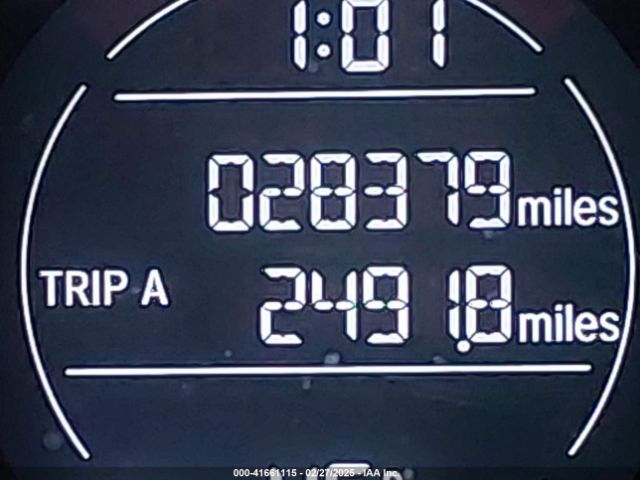 1:01
028379 miles
TRIP A 2491.8 miles
000-41661115 - 02/27/2025 - IAA Inc.